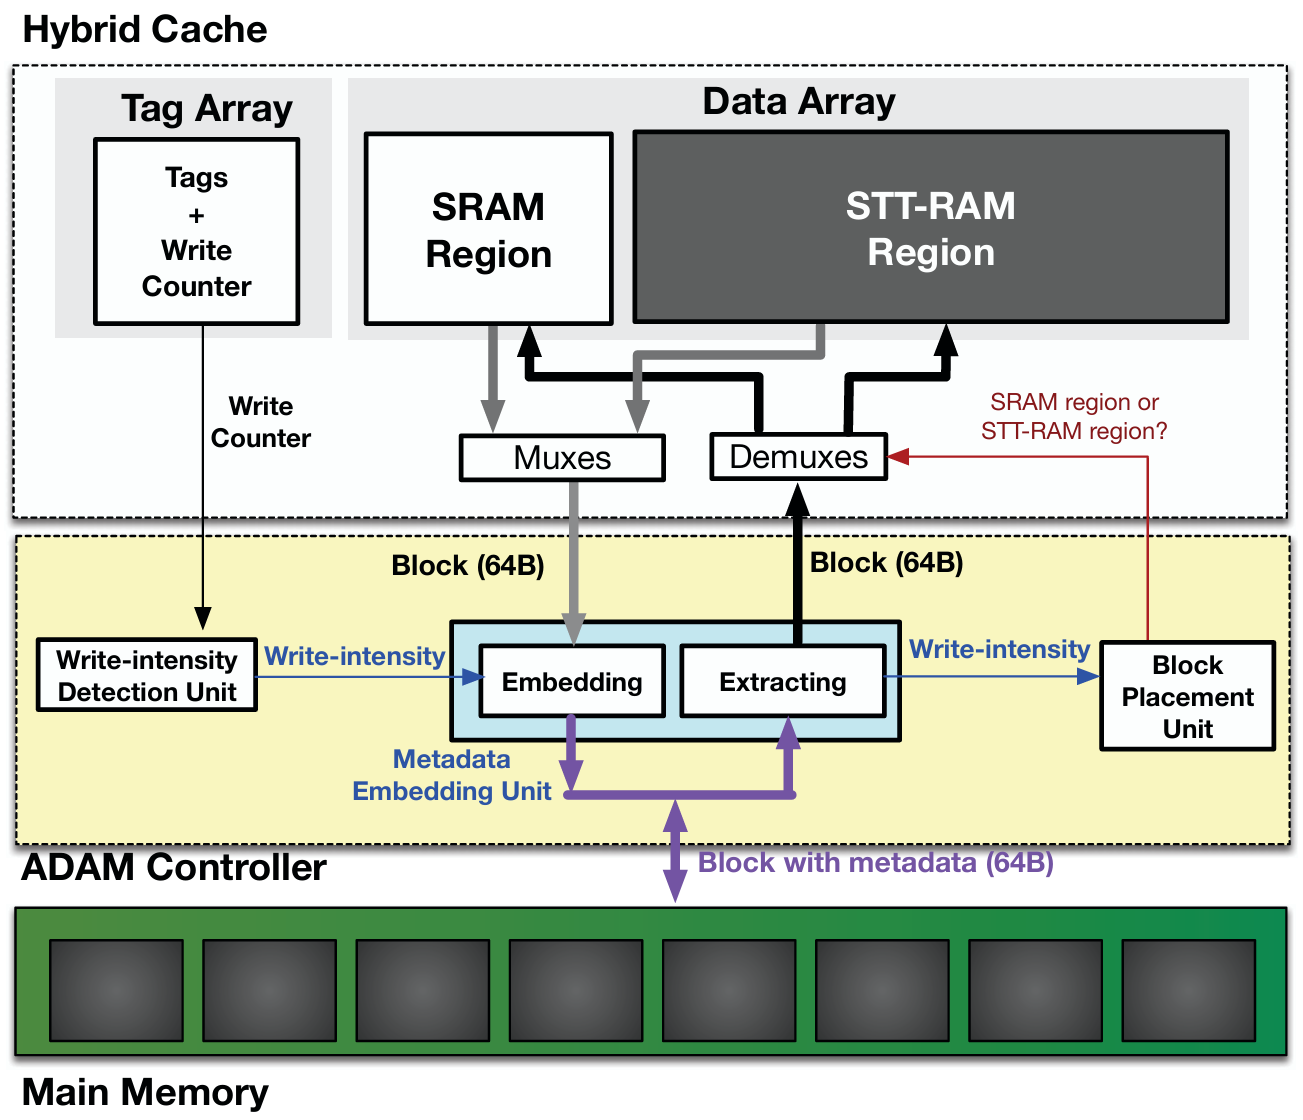 Hybrid Cache
Tag Array
Data Array
Tags
+
Write
Counter
SRAM
Region
STT-RAM
Region
Write
Counter
SRAM region or
STT-RAM region?
Muxes
Demuxes
Block (64B)
Block (64B)
Write-intensity
Detection Unit
Write-intensity
Embedding
Extracting
Write-intensity
Block
Placement
Unit
Metadata
Embedding Unit
ADAM Controller
Block with metadata (64B)
Main Memory